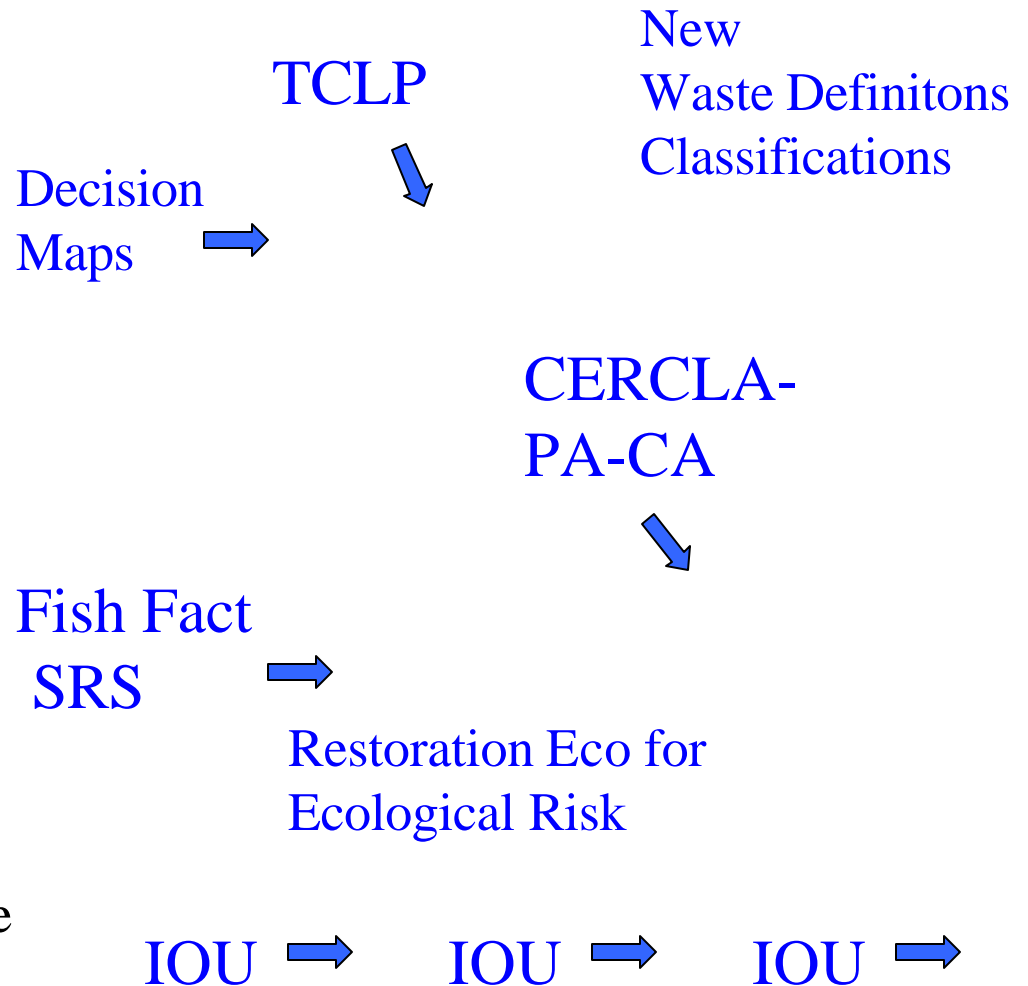 New
TCLP
Waste Definitons
Classifications
Decision
Maps
CERCLA-
PA-CA
Fish Fact
SRS
Restoration Eco for
Ecological Risk
e
IOU IOU IOU